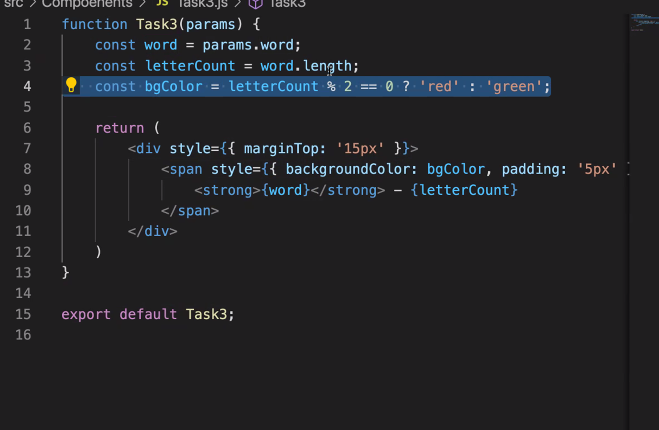 src > Compoenents > JS Task3.js > Task3
1 function Task3(params) {
2 const word = params.word;
3 const letterCount = word.length;
4 const bgColor = letterCount % 2 == 0 ? 'red' : 'green';
5
6 return (
7 <div style={{ marginTop: '15px' }}>
8 <span style={{ backgroundColor: bgColor, padding: '5px' }
9 <strong>{word}</strong> - {letterCount}
10 </span>
11 </div>
12 )
13 }
14
15 export default Task3;
16